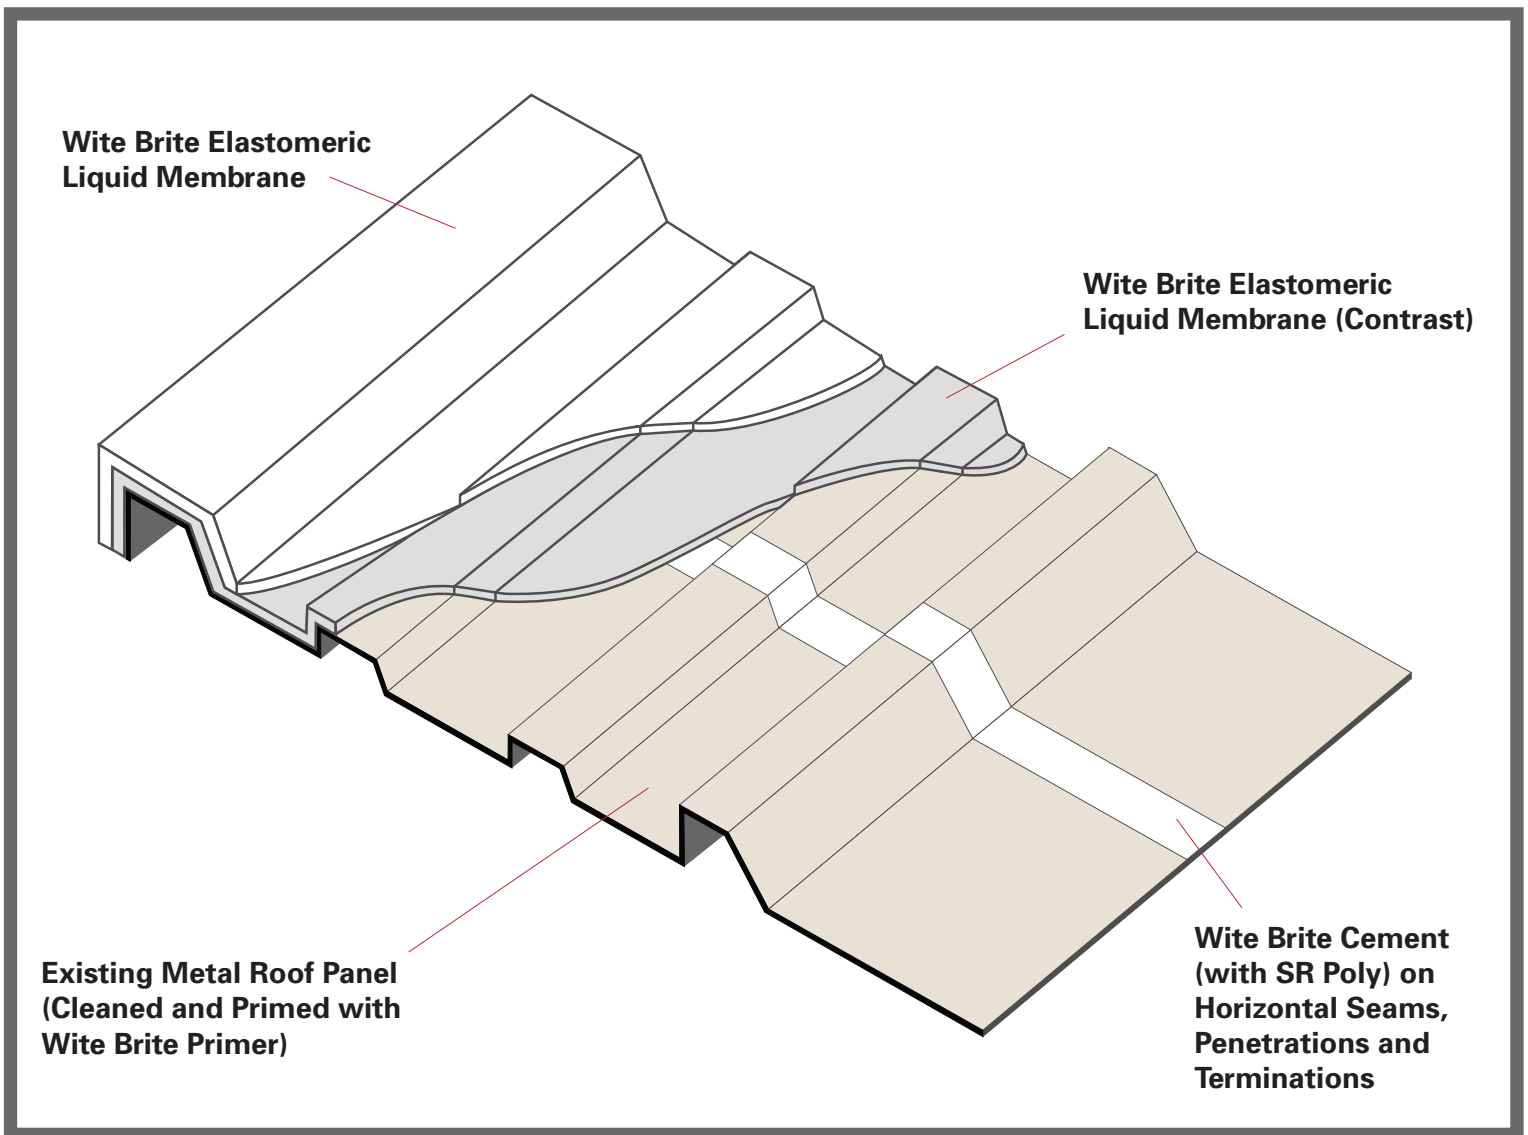 Wite Brite Elastomeric
Liquid Membrane
Wite Brite Elastomeric
Liquid Membrane (Contrast)
Existing Metal Roof Panel
(Cleaned and Primed with
Wite Brite Primer)
Wite Brite Cement
(with SR Poly) on
Horizontal Seams,
Penetrations and
Terminations